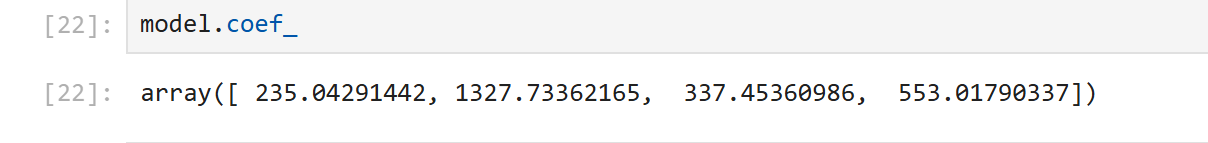 [22]: model.coef_
[22]: array([ 235.04291442, 1327.73362165,  337.45360986,  553.01790337])